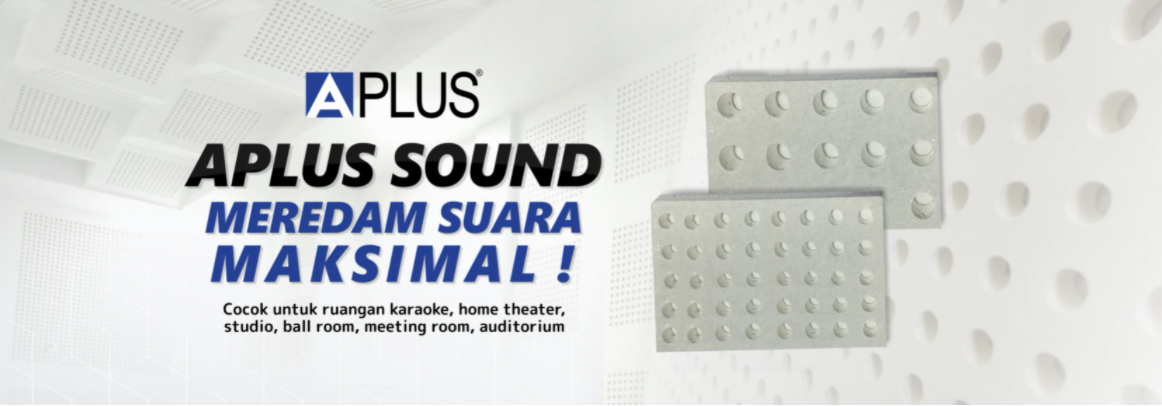 APLUS®
APLUS SOUND
MEREDAM SUARA
MAKSIMAL !
Cocok untuk ruangan karaoke, home theater,
studio, ball room, meeting room, auditorium